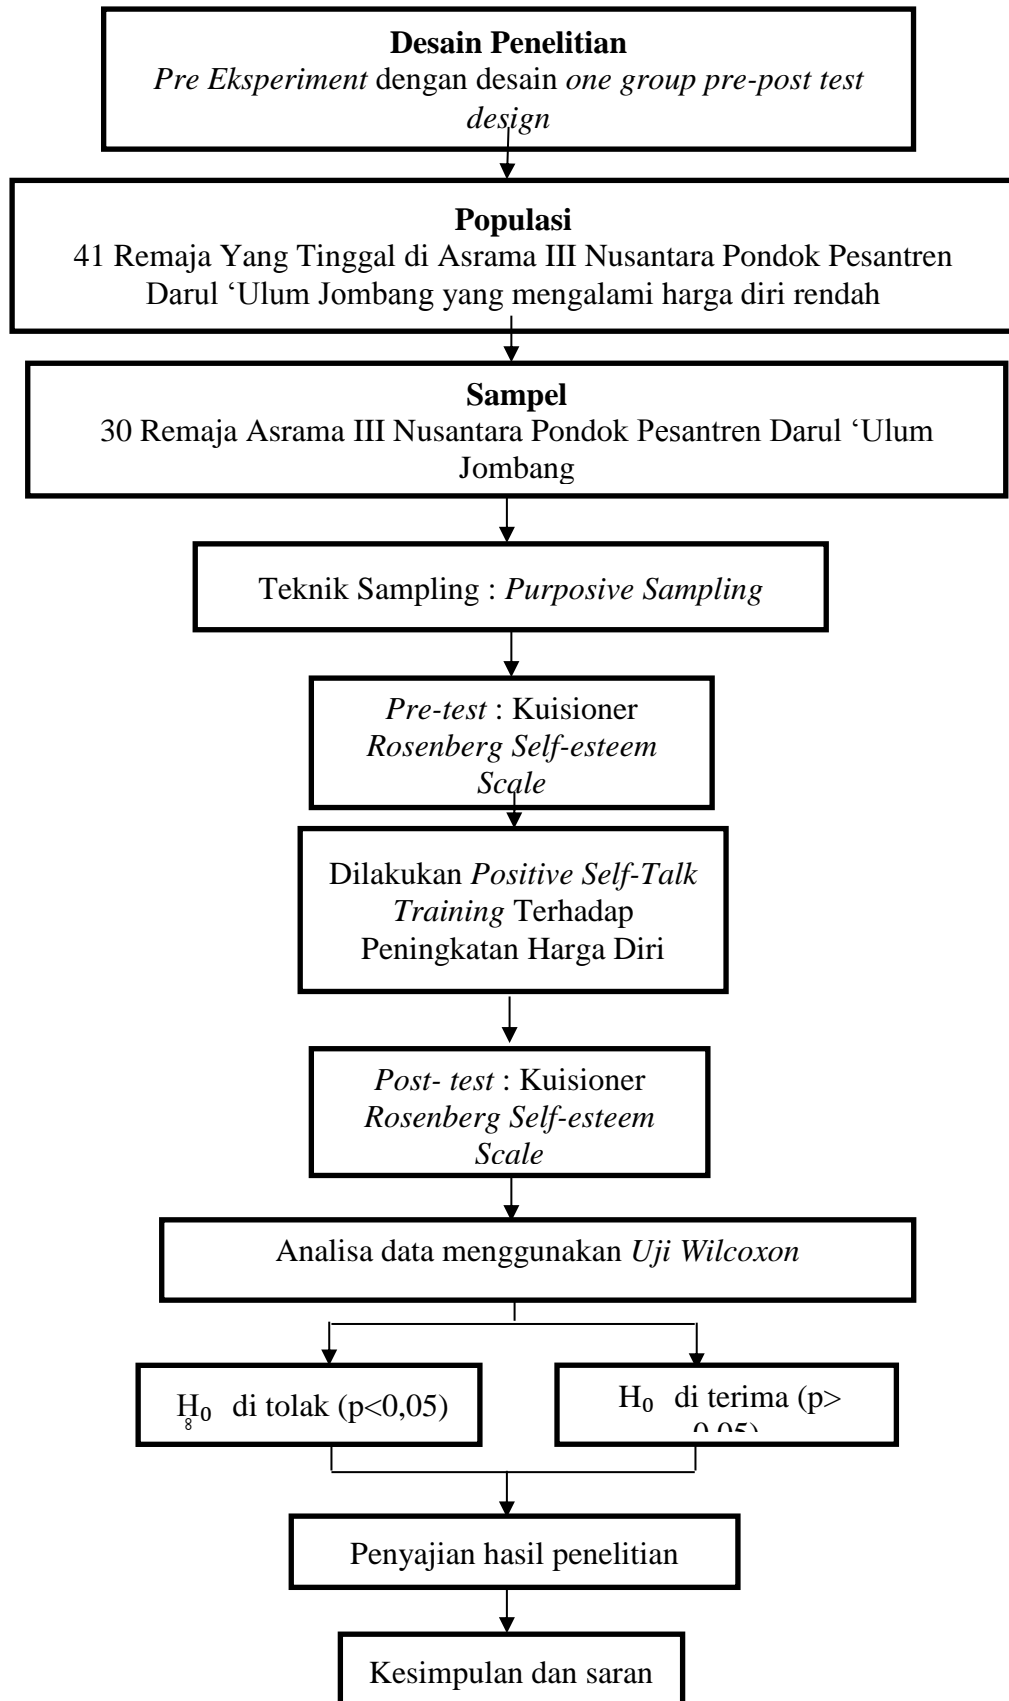 Desain Penelitian
Pre Eksperiment dengan desain one group pre-post test
design
Populasi
41 Remaja Yang Tinggal di Asrama III Nusantara Pondok Pesantren
Darul ‘Ulum Jombang yang mengalami harga diri rendah
Sampel
30 Remaja Asrama III Nusantara Pondok Pesantren Darul ‘Ulum
Jombang
Teknik Sampling : Purposive Sampling
Pre-test : Kuisioner
Rosenberg Self-esteem
Scale
Dilakukan Positive Self-Talk
Training Terhadap
Peningkatan Harga Diri
Post- test : Kuisioner
Rosenberg Self-esteem
Scale
Analisa data menggunakan Uji Wilcoxon
H₀ di tolak (p<0,05)
H₀ di terima (p>
0,05)
Penyajian hasil penelitian
Kesimpulan dan saran